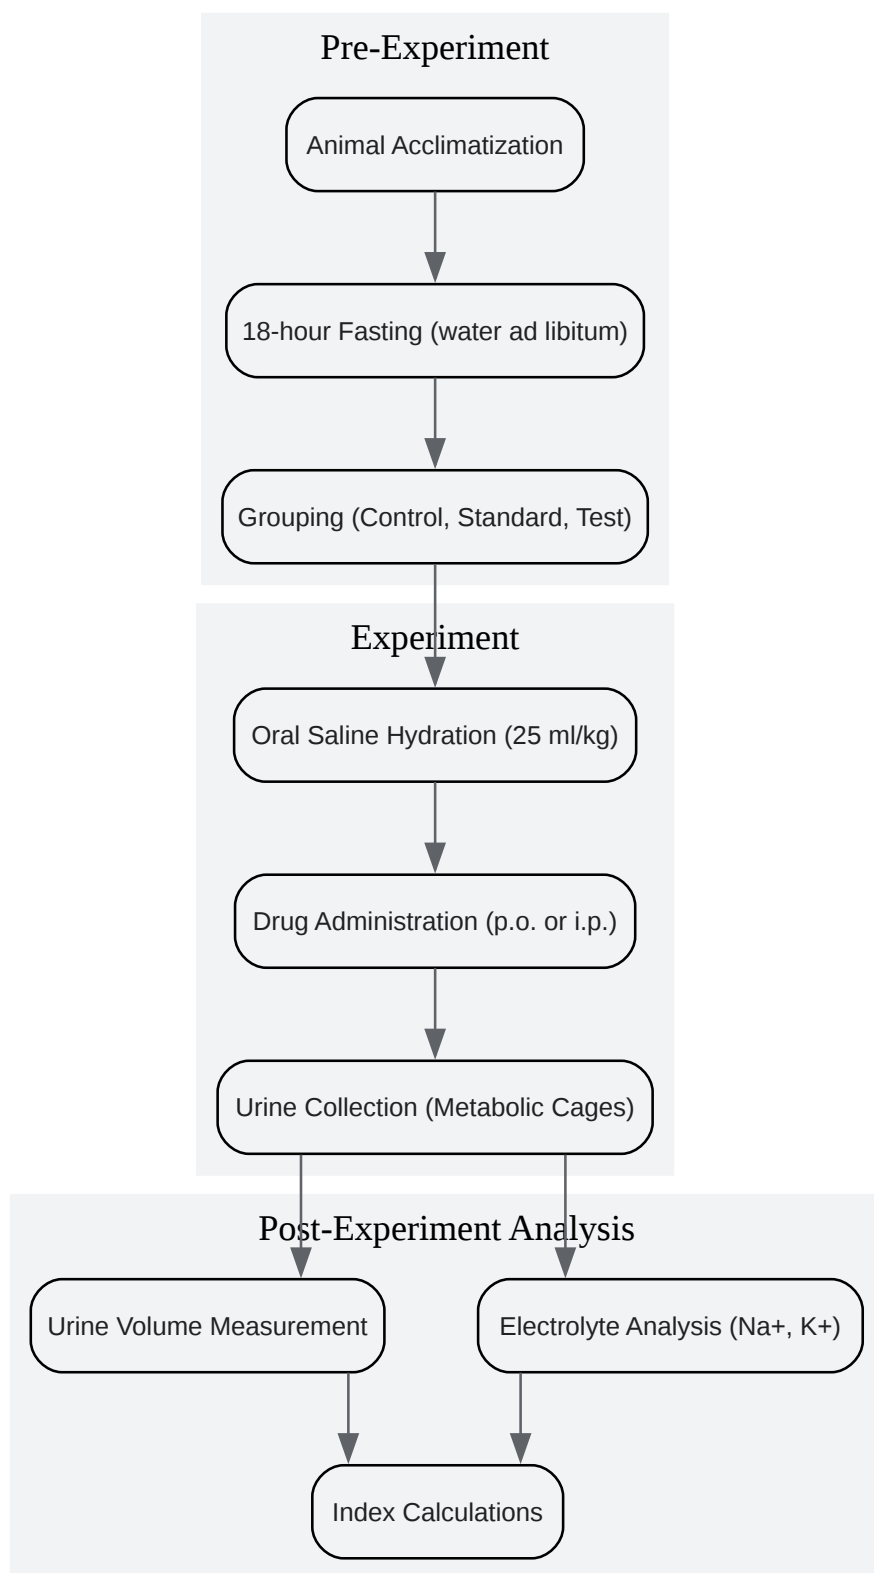 Pre-Experiment
Animal Acclimatization
18-hour Fasting (water ad libitum)
Grouping (Control, Standard, Test)
Experiment
Oral Saline Hydration (25 ml/kg)
Drug Administration (p.o. or i.p.)
Urine Collection (Metabolic Cages)
Post-Experiment Analysis
Urine Volume Measurement
Electrolyte Analysis (Na+, K+)
Index Calculations